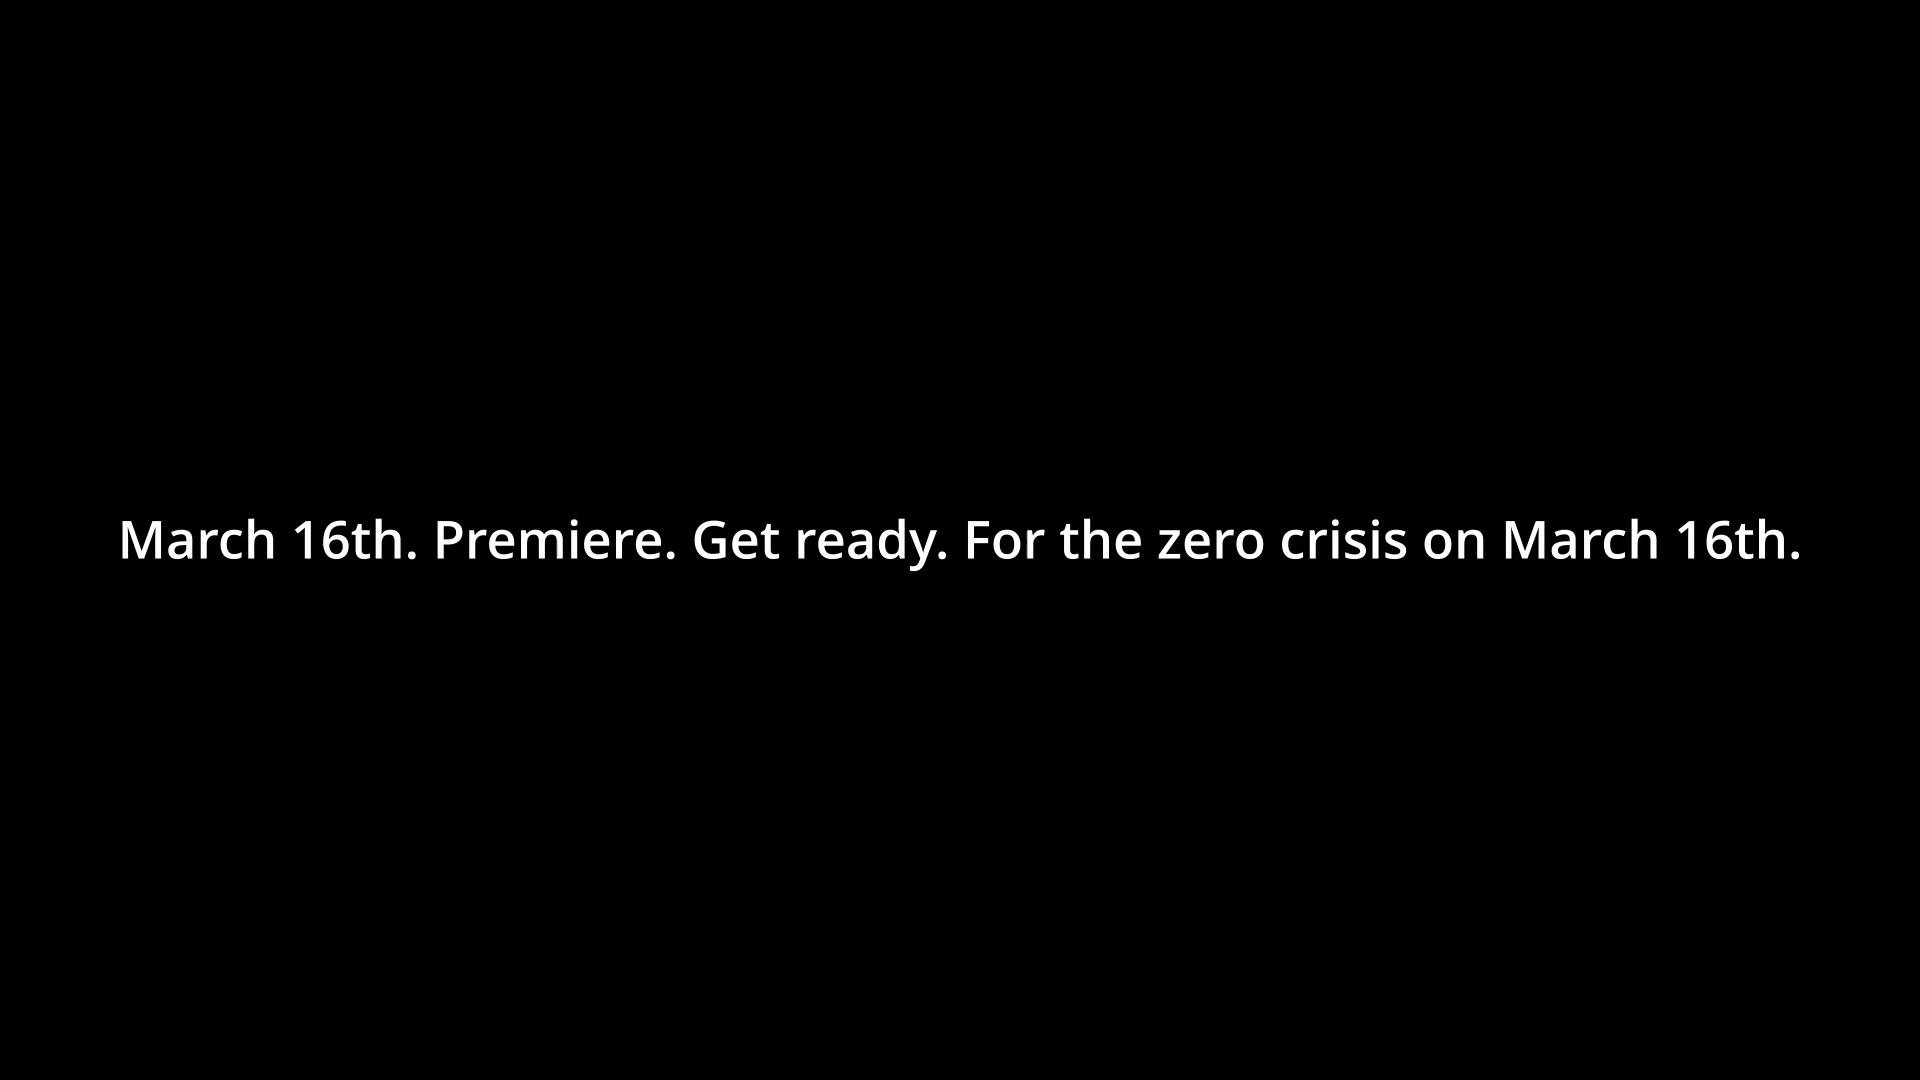 March 16th. Premiere. Get ready. For the zero crisis on March 16th.